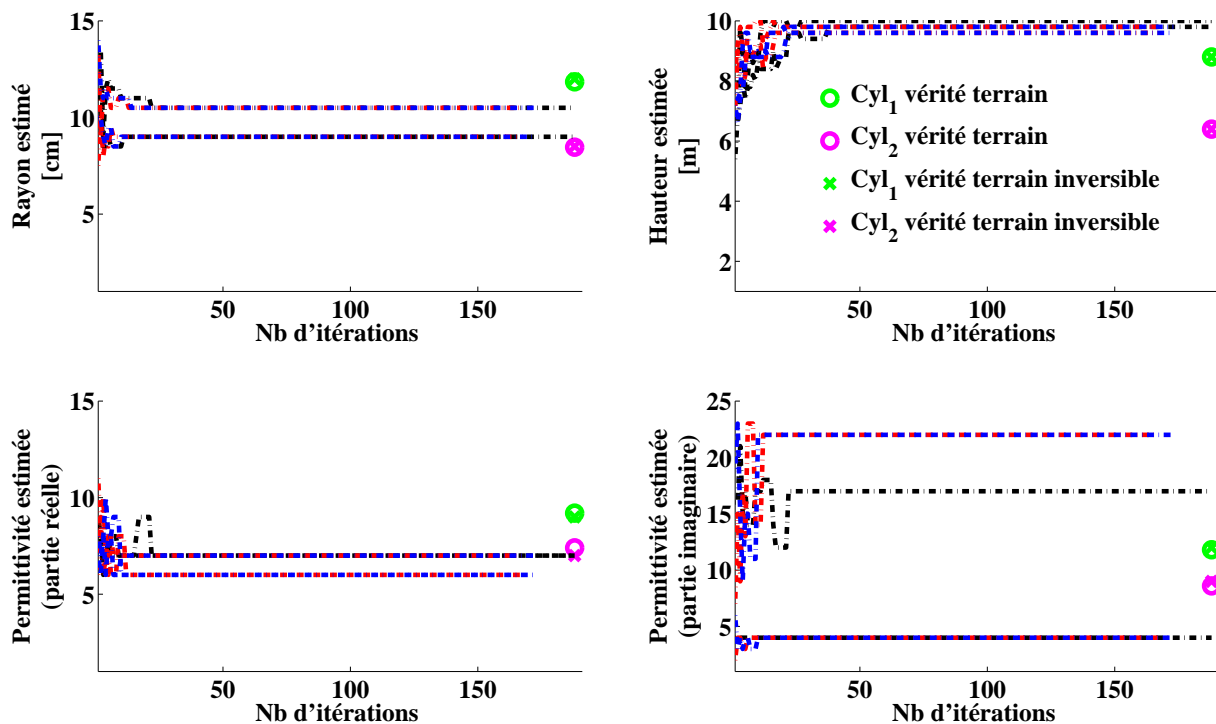 15
10
5
Rayon estimé
[cm]
50
100
150
Nb d'itérations
10
8
6
4
2
Hauteur estimée
[m]
Cyl1 vérité terrain
Cyl2 vérité terrain
Cyl1 vérité terrain inversible
Cyl2 vérité terrain inversible
50
100
150
Nb d'itérations
15
10
5
Permittivité estimée
(partie réelle)
50
100
150
Nb d'itérations
25
20
15
10
5
Permittivité estimée
(partie imaginaire)
50
100
150
Nb d'itérations